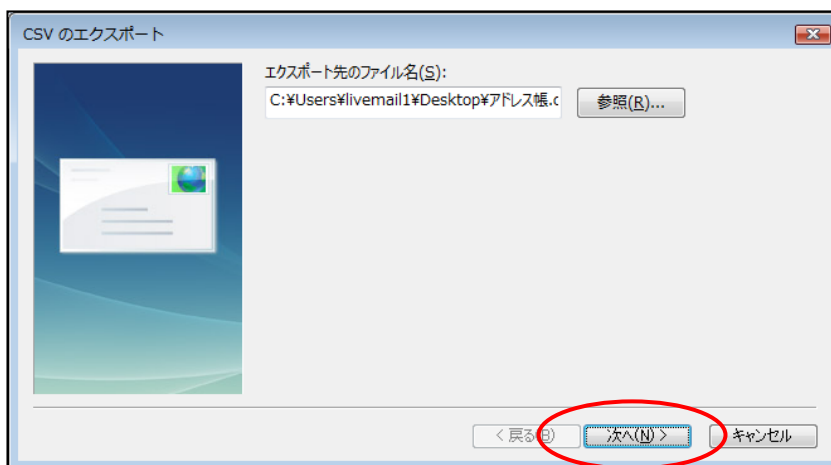 CSV のエクスポート
エクスポート先のファイル名(S):
C:¥Users¥livemail1¥Desktop¥アドレス帳.c
参照(R)...
< 戻る(B)
次へ(N) >
キャンセル